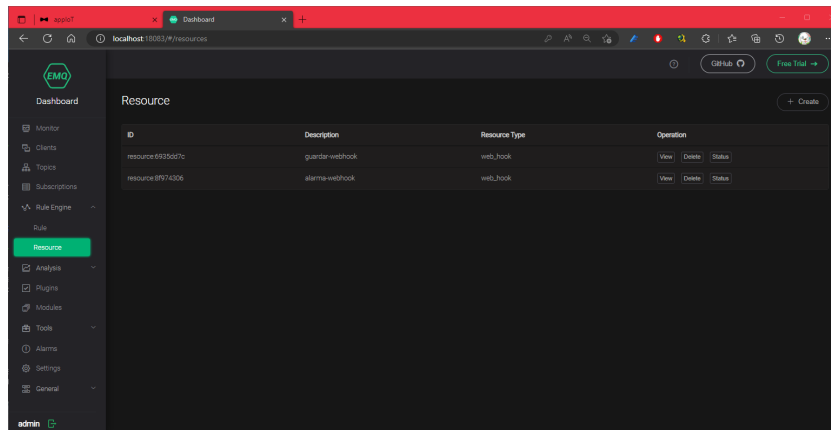 appIoT
Dashboard
localhost:18083/#/resources
EMQ
Dashboard
GitHub
Free Trial →
Resource
+ Create
Monitor
Clients
Topics
Subscriptions
Rule Engine
Rule
Resource
Analysis
Plugins
Modules
Tools
Alarms
Settings
General
admin
ID Description Resource Type Operation
resource:6935dd7c guardar-webhook web_hook View Delete Status
resource:8f974306 alarma-webhook web_hook View Delete Status